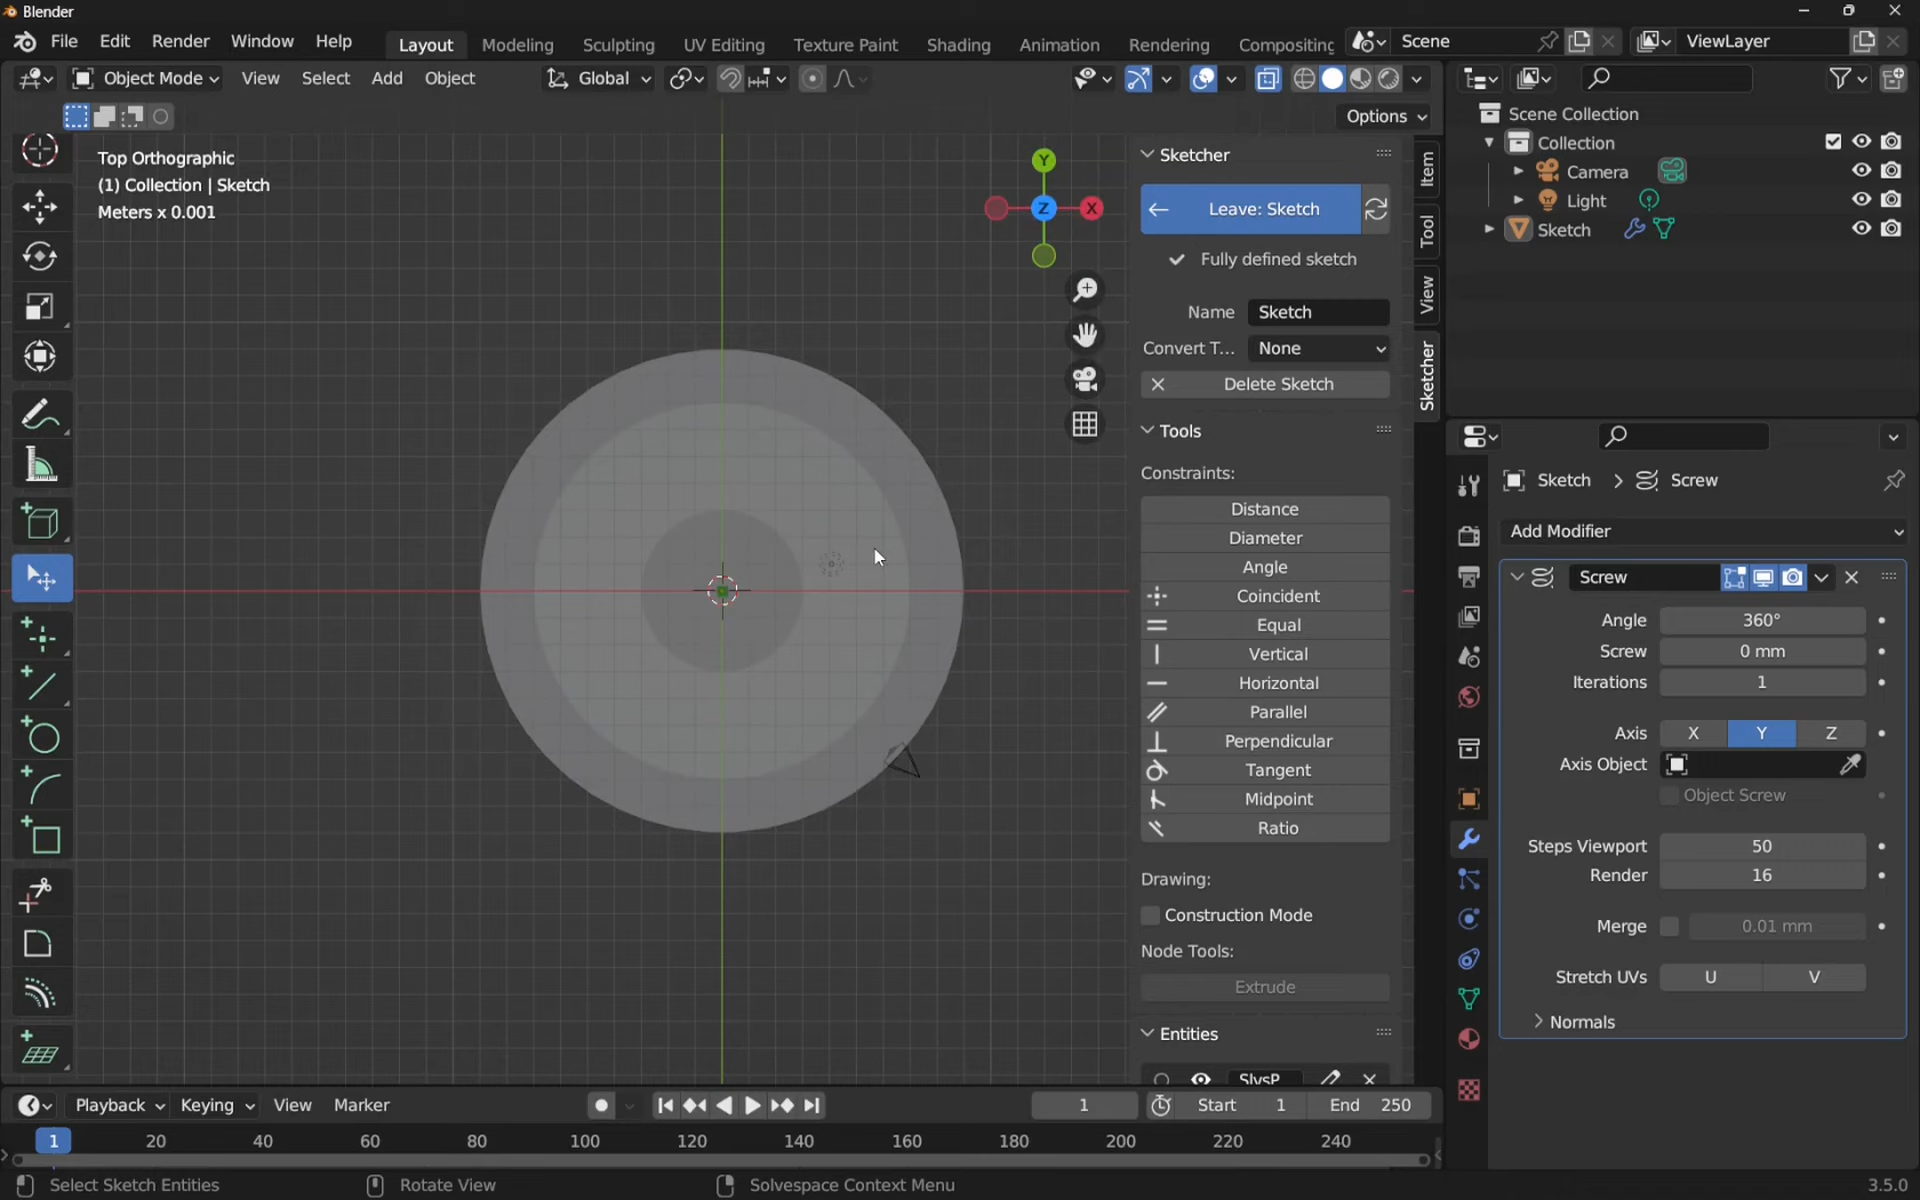 Blender
File Edit Render Window Help Layout Modeling Sculpting UV Editing Texture Paint Shading Animation Rendering Compositing Scene ViewLayer
Object Mode View Select Add Object Global
Options
Top Orthographic
(1) Collection | Sketch
Meters x 0.001
Y
Z
X
Sketcher
Leave: Sketch
Fully defined sketch
Name Sketch
Convert T... None
Delete Sketch
Tools
Constraints:
Distance
Diameter
Angle
Coincident
Equal
Vertical
Horizontal
Parallel
Perpendicular
Tangent
Midpoint
Ratio
Drawing:
Construction Mode
Node Tools:
Extrude
Entities
SlvsP
Item
Tool
View
Sketcher
Scene Collection
Collection
Camera
Light
Sketch
Sketch Screw
Add Modifier
Screw
Angle 360°
Screw 0 mm
Iterations 1
Axis X Y Z
Axis Object
Object Screw
Steps Viewport 50
Render 16
Merge 0.01 mm
Stretch UVs U V
Normals
Playback Keying View Marker 1 Start 1 End 250
1 20 40 60 80 100 120 140 160 180 200 220 240
Select Sketch Entities Rotate View Solvespace Context Menu 3.5.0